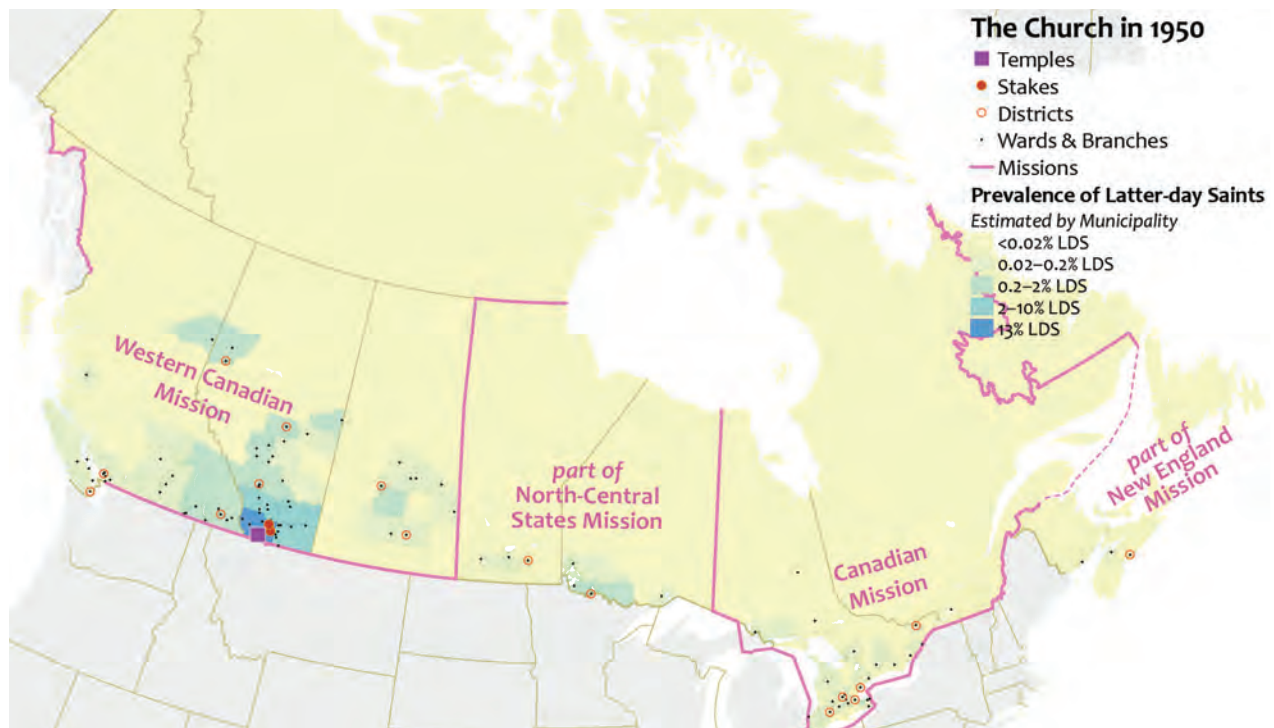 The Church in 1950
Temples
Stakes
Districts
Wards & Branches
Missions
Prevalence of Latter-day Saints
Estimated by Municipality
<0.02% LDS
0.02–0.2% LDS
0.2–2% LDS
2–10% LDS
13% LDS
Western Canadian
Mission
part of
North-Central
States Mission
Canadian
Mission
part of
New England
Mission